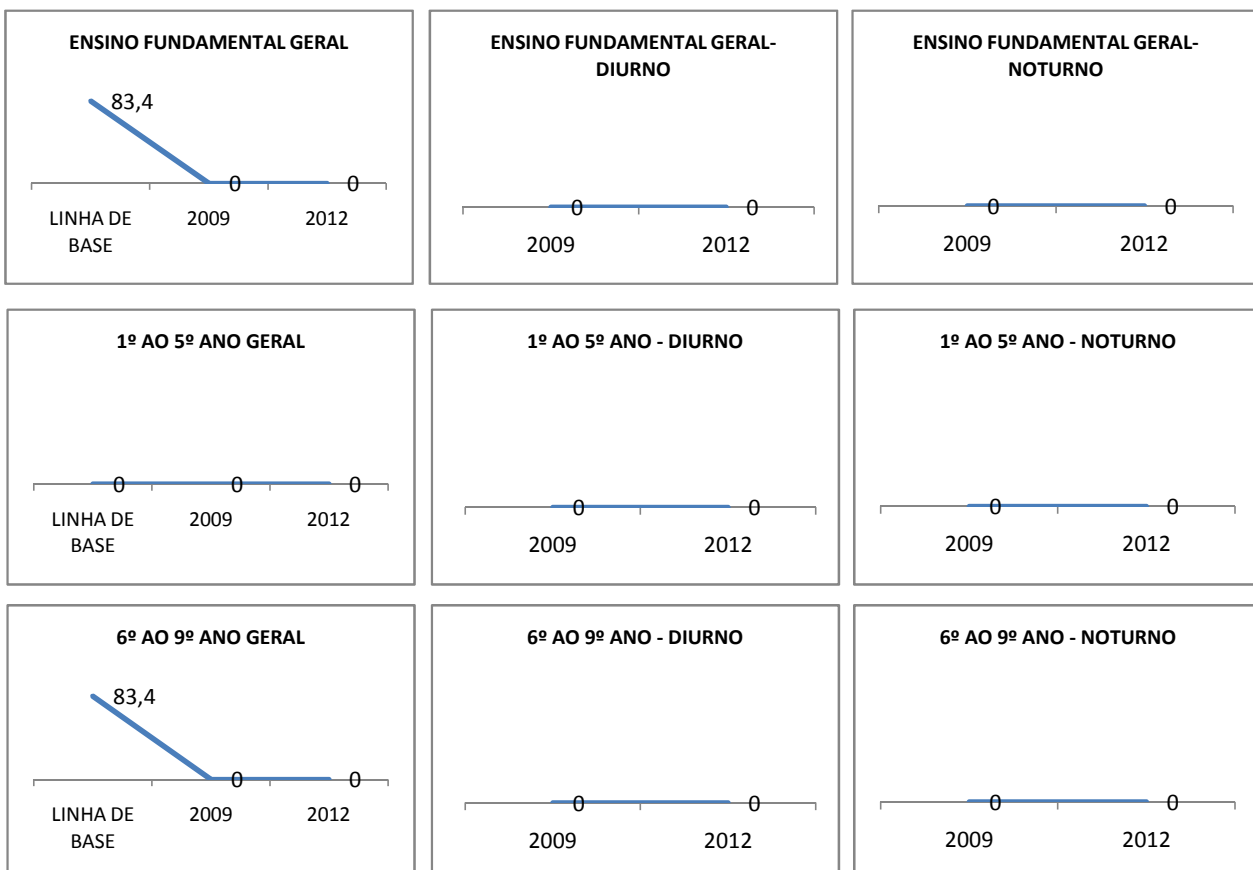 ENSINO FUNDAMENTAL GERAL
83,4
0
0
LINHA DE
BASE
2009
2012
ENSINO FUNDAMENTAL GERAL-
DIURNO
0
0
2009
2012
ENSINO FUNDAMENTAL GERAL-
NOTURNO
0
0
2009
2012
1º AO 5º ANO GERAL
0
0
0
LINHA DE
BASE
2009
2012
1º AO 5º ANO - DIURNO
0
0
2009
2012
1º AO 5º ANO - NOTURNO
0
0
2009
2012
6º AO 9º ANO GERAL
83,4
0
0
LINHA DE
BASE
2009
2012
6º AO 9º ANO - DIURNO
0
0
2009
2012
6º AO 9º ANO - NOTURNO
0
0
2009
2012